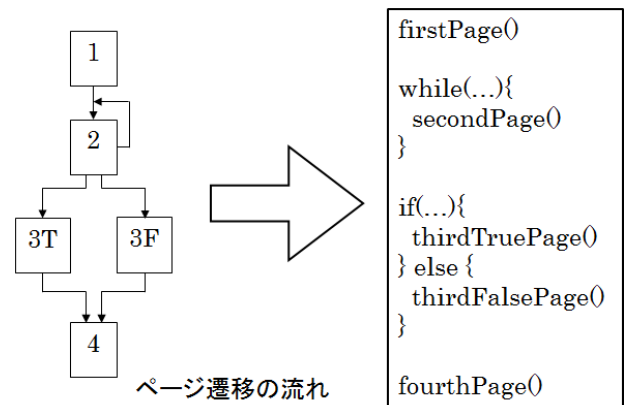 1
2
3T
3F
4
ページ遷移の流れ
firstPage()
while(...){
secondPage()
}
if(...){
thirdTruePage()
} else {
thirdFalsePage()
}
fourthPage()